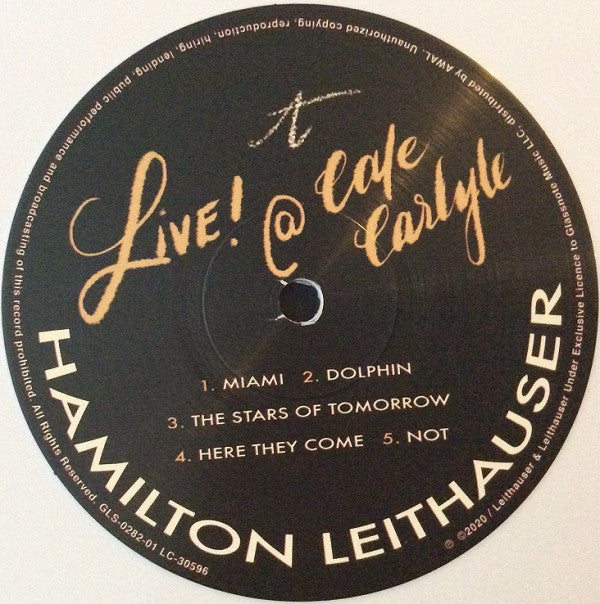 t
Live! @ Cafe
Carlyle
1. MIAMI 2. DOLPHIN
3. THE STARS OF TOMORROW
4. HERE THEY COME 5. NOT
HAMILTON LEITHAUSER
℗ ©2020 / Leithauser & Leithauser Under Exclusive Licence to Glassnote Music LLC, distributed by AWAL. Unauthorized copying, reproduction, hiring, lending, public performance and broadcasting of this record prohibited. All Rights Reserved. GLS-0282-01 LC-30596